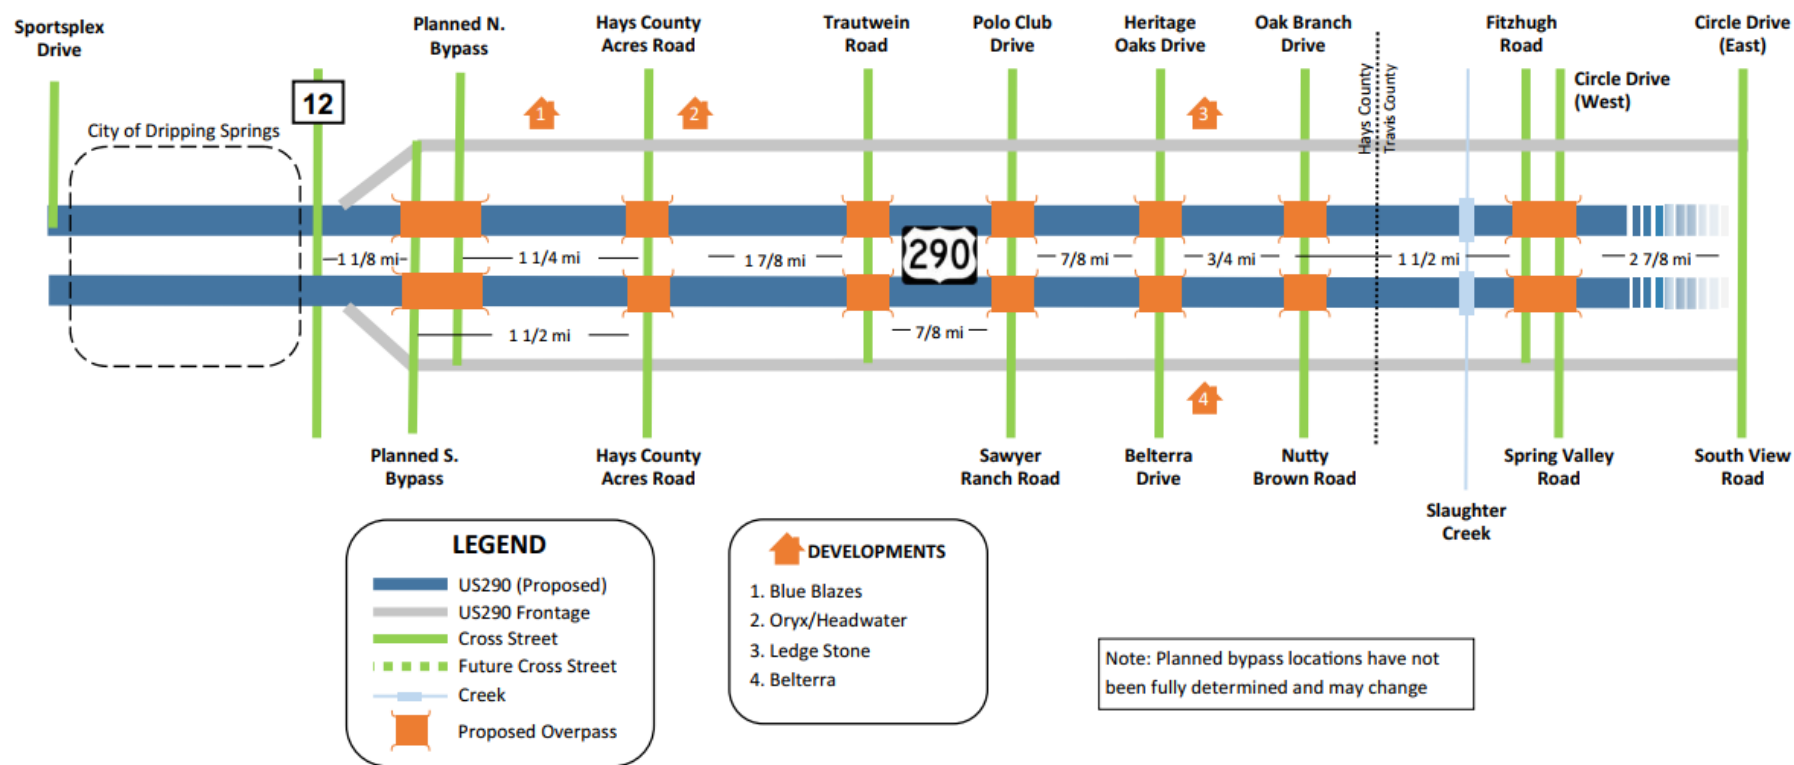 Sportsplex
Drive
Planned N.
Bypass
Hays County
Acres Road
Trautwein
Road
Polo Club
Drive
Heritage
Oaks Drive
Oak Branch
Drive
Fitzhugh
Road
Circle Drive
(East)
Circle Drive
(West)
Hays County
Travis County
12
1
2
3
City of Dripping Springs
1 1/8 mi
1 1/4 mi
1 7/8 mi
290
7/8 mi
3/4 mi
1 1/2 mi
2 7/8 mi
1 1/2 mi
7/8 mi
4
Planned S.
Bypass
Hays County
Acres Road
Sawyer
Ranch Road
Belterra
Drive
Nutty
Brown Road
Spring Valley
Road
South View
Road
Slaughter
Creek
LEGEND
US290 (Proposed)
US290 Frontage
Cross Street
Future Cross Street
Creek
Proposed Overpass
DEVELOPMENTS
1. Blue Blazes
2. Oryx/Headwater
3. Ledge Stone
4. Belterra
Note: Planned bypass locations have not
been fully determined and may change